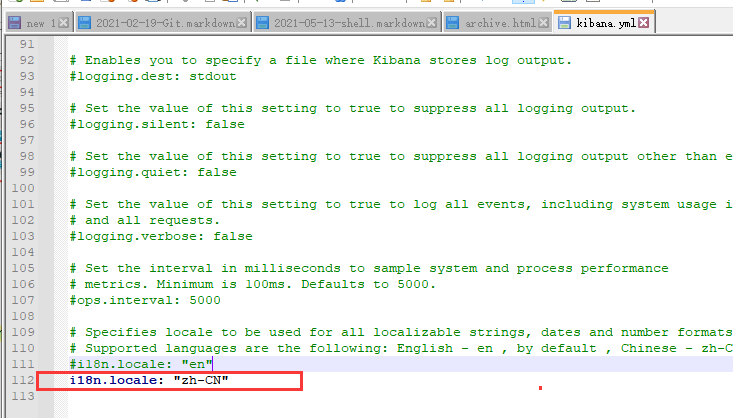 new 1
2021-02-19-Git.markdown
2021-05-13-shell.markdown
archive.html
kibana.yml
91
92 # Enables you to specify a file where Kibana stores log output.
93 #logging.dest: stdout
94
95 # Set the value of this setting to true to suppress all logging output.
96 #logging.silent: false
97
98 # Set the value of this setting to true to suppress all logging output other than e
99 #logging.quiet: false
100
101 # Set the value of this setting to true to log all events, including system usage i
102 # and all requests.
103 #logging.verbose: false
104
105 # Set the interval in milliseconds to sample system and process performance
106 # metrics. Minimum is 100ms. Defaults to 5000.
107 #ops.interval: 5000
108
109 # Specifies locale to be used for all localizable strings, dates and number formats
110 # Supported languages are the following: English - en , by default , Chinese - zh-C
111 #i18n.locale: "en"
112 i18n.locale: "zh-CN"
113